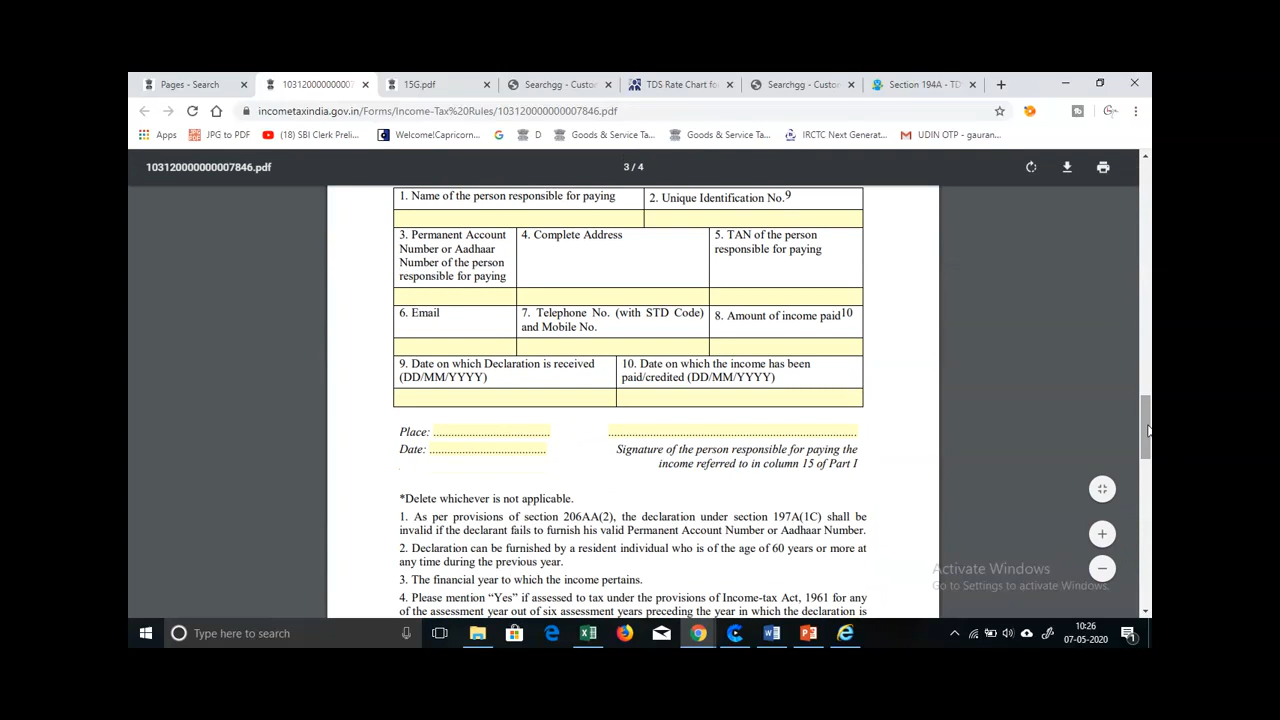 Pages - Search
10312000000007
15G.pdf
Searchgg - Custo
TDS Rate Chart fo
Searchgg - Custo
Section 194A - TD
incometaxindia.gov.in/Forms/Income-Tax%20Rules/103120000000007846.pdf
Apps
JPG to PDF
(18) SBI Clerk Preli...
Welcome!Capricorn...
D
Goods & Service Ta...
Goods & Service Ta...
IRCTC Next Generat...
UDIN OTP - gauran...
103120000000007846.pdf
3 / 4
1. Name of the person responsible for paying
2. Unique Identification No.9
3. Permanent Account
Number or Aadhaar
Number of the person
responsible for paying
4. Complete Address
5. TAN of the person
responsible for paying
6. Email
7. Telephone No. (with STD Code)
and Mobile No.
8. Amount of income paid10
9. Date on which Declaration is received
(DD/MM/YYYY)
10. Date on which the income has been
paid/credited (DD/MM/YYYY)
Place: ....................................
Date: ....................................
Signature of the person responsible for paying the
income referred to in column 15 of Part I
*Delete whichever is not applicable.
1. As per provisions of section 206AA(2), the declaration under section 197A(1C) shall be
invalid if the declarant fails to furnish his valid Permanent Account Number or Aadhaar Number.
2. Declaration can be furnished by a resident individual who is of the age of 60 years or more at
any time during the previous year.
3. The financial year to which the income pertains.
4. Please mention “Yes” if assessed to tax under the provisions of Income-tax Act, 1961 for any
of the assessment year out of six assessment years preceding the year in which the declaration is
Activate Windows
Go to Settings to activate Windows.
Type here to search
10:26
07-05-2020